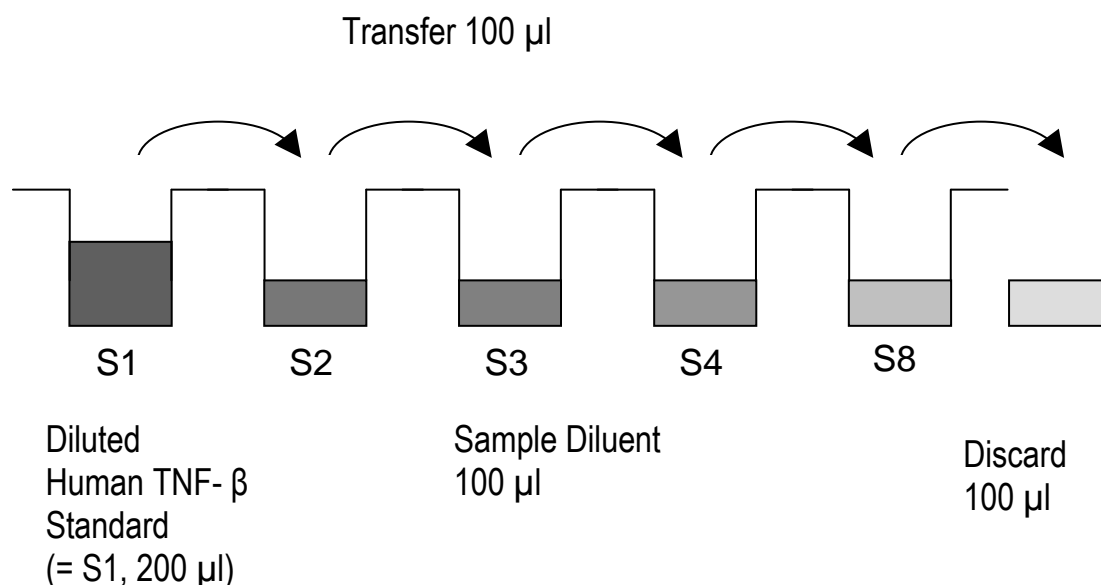 Transfer 100 µl
S1
S2
S3
S4
S8
Diluted
Human TNF- β
Standard
(= S1, 200 µl)
Sample Diluent
100 µl
Discard
100 µl